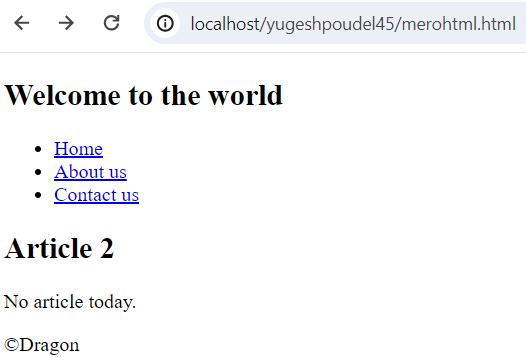 localhost/yugeshpoudel45/merohtml.html
Welcome to the world
Home
About us
Contact us
Article 2
No article today.
©Dragon